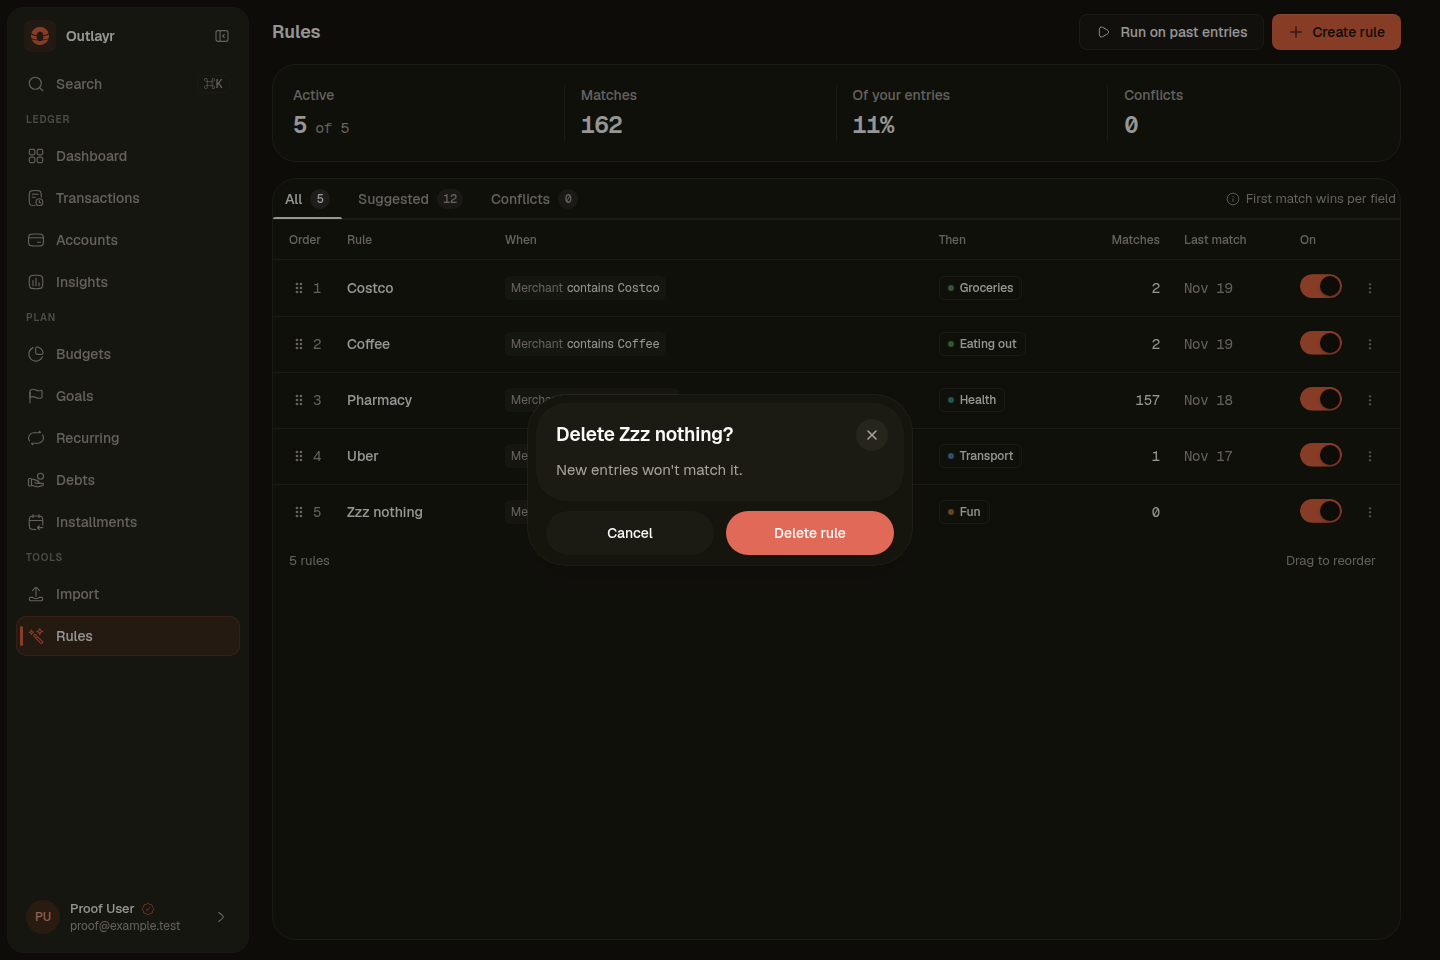 Outlayr
Search ⌘K
LEDGER
Dashboard
Transactions
Accounts
Insights
PLAN
Budgets
Goals
Recurring
Debts
Installments
TOOLS
Import
Rules
PU
Proof User
proof@example.test
Rules
Run on past entries
Create rule
Active
5 of 5
Matches
162
Of your entries
11%
Conflicts
0
All 5
Suggested 12
Conflicts 0
First match wins per field
Order Rule When Then Matches Last match On
1 Costco Merchant contains Costco Groceries 2 Nov 19
2 Coffee Merchant contains Coffee Eating out 2 Nov 19
3 Pharmacy Health 157 Nov 18
4 Uber Transport 1 Nov 17
5 Zzz nothing Fun 0
5 rules
Drag to reorder
Delete Zzz nothing?
New entries won't match it.
Cancel
Delete rule